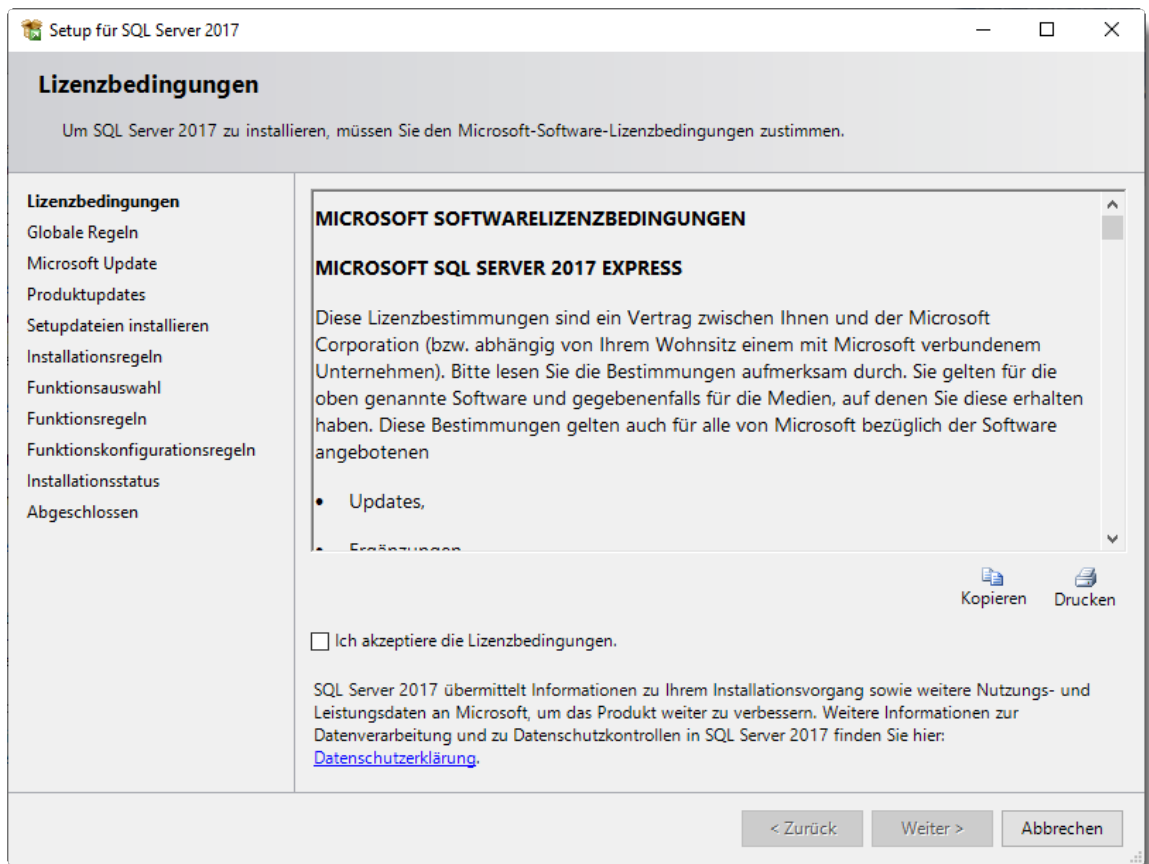 Setup für SQL Server 2017
Lizenzbedingungen
Um SQL Server 2017 zu installieren, müssen Sie den Microsoft-Software-Lizenzbedingungen zustimmen.
Lizenzbedingungen
Globale Regeln
Microsoft Update
Produktupdates
Setupdateien installieren
Installationsregeln
Funktionsauswahl
Funktionsregeln
Funktionskonfigurationsregeln
Installationsstatus
Abgeschlossen
MICROSOFT SOFTWARELIZENZBEDINGUNGEN
MICROSOFT SQL SERVER 2017 EXPRESS
Diese Lizenzbestimmungen sind ein Vertrag zwischen Ihnen und der Microsoft
Corporation (bzw. abhängig von Ihrem Wohnsitz einem mit Microsoft verbundenem
Unternehmen). Bitte lesen Sie die Bestimmungen aufmerksam durch. Sie gelten für die
oben genannte Software und gegebenenfalls für die Medien, auf denen Sie diese erhalten
haben. Diese Bestimmungen gelten auch für alle von Microsoft bezüglich der Software
angebotenen
• Updates,
• Ergänzungen
Kopieren
Drucken
Ich akzeptiere die Lizenzbedingungen.
SQL Server 2017 übermittelt Informationen zu Ihrem Installationsvorgang sowie weitere Nutzungs- und
Leistungsdaten an Microsoft, um das Produkt weiter zu verbessern. Weitere Informationen zur
Datenverarbeitung und zu Datenschutzkontrollen in SQL Server 2017 finden Sie hier:
Datenschutzerklärung.
< Zurück
Weiter >
Abbrechen